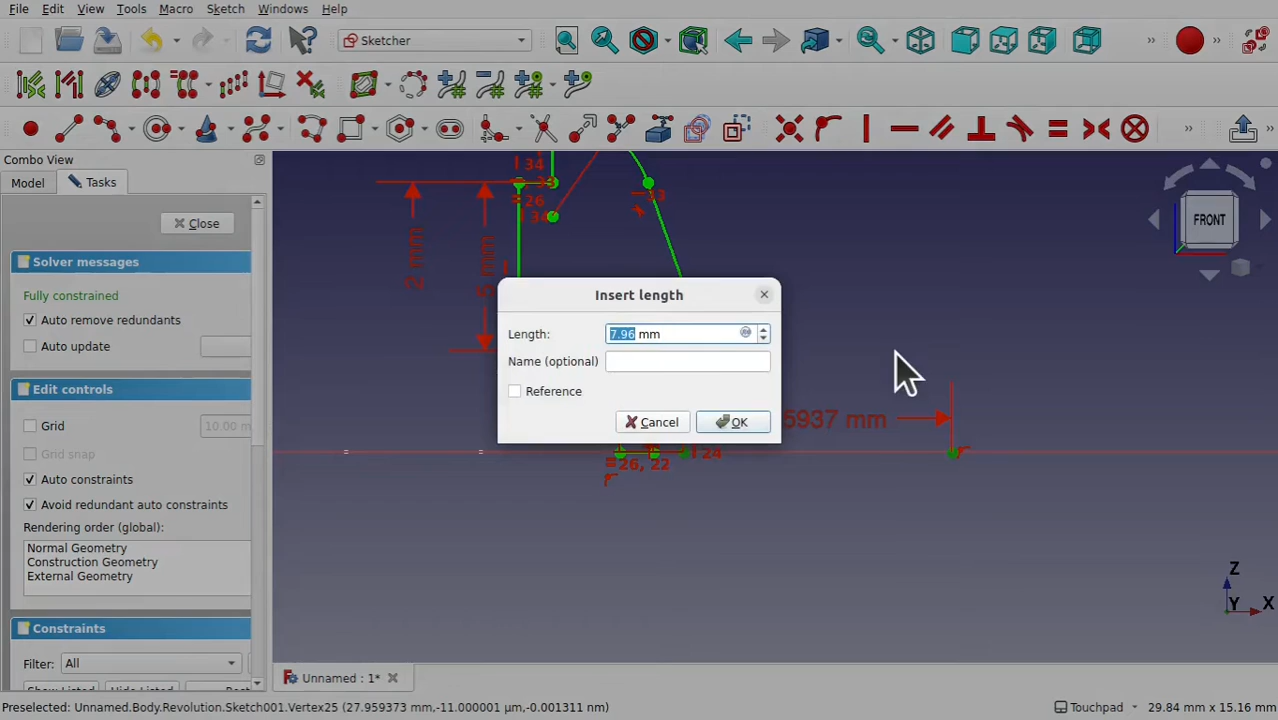 File Edit View Tools Macro Sketch Windows Help
Sketcher
Combo View
Model Tasks
Close
Solver messages
Fully constrained
Auto remove redundants
Auto update
Edit controls
Grid 10.00 m
Grid snap
Auto constraints
Avoid redundant auto constraints
Rendering order (global):
Normal Geometry
Construction Geometry
External Geometry
Constraints
Filter: All
FRONT
2 mm
Insert length
Length: 7.96 mm
Name (optional)
Reference
Cancel OK
5937 mm
26, 22
24
Z
Y X
Unnamed : 1*
Preselected: Unnamed.Body.Revolution.Sketch001.Vertex25 (27.959373 mm,-11.000001 µm,-0.001311 nm) Touchpad 29.84 mm x 15.16 mm